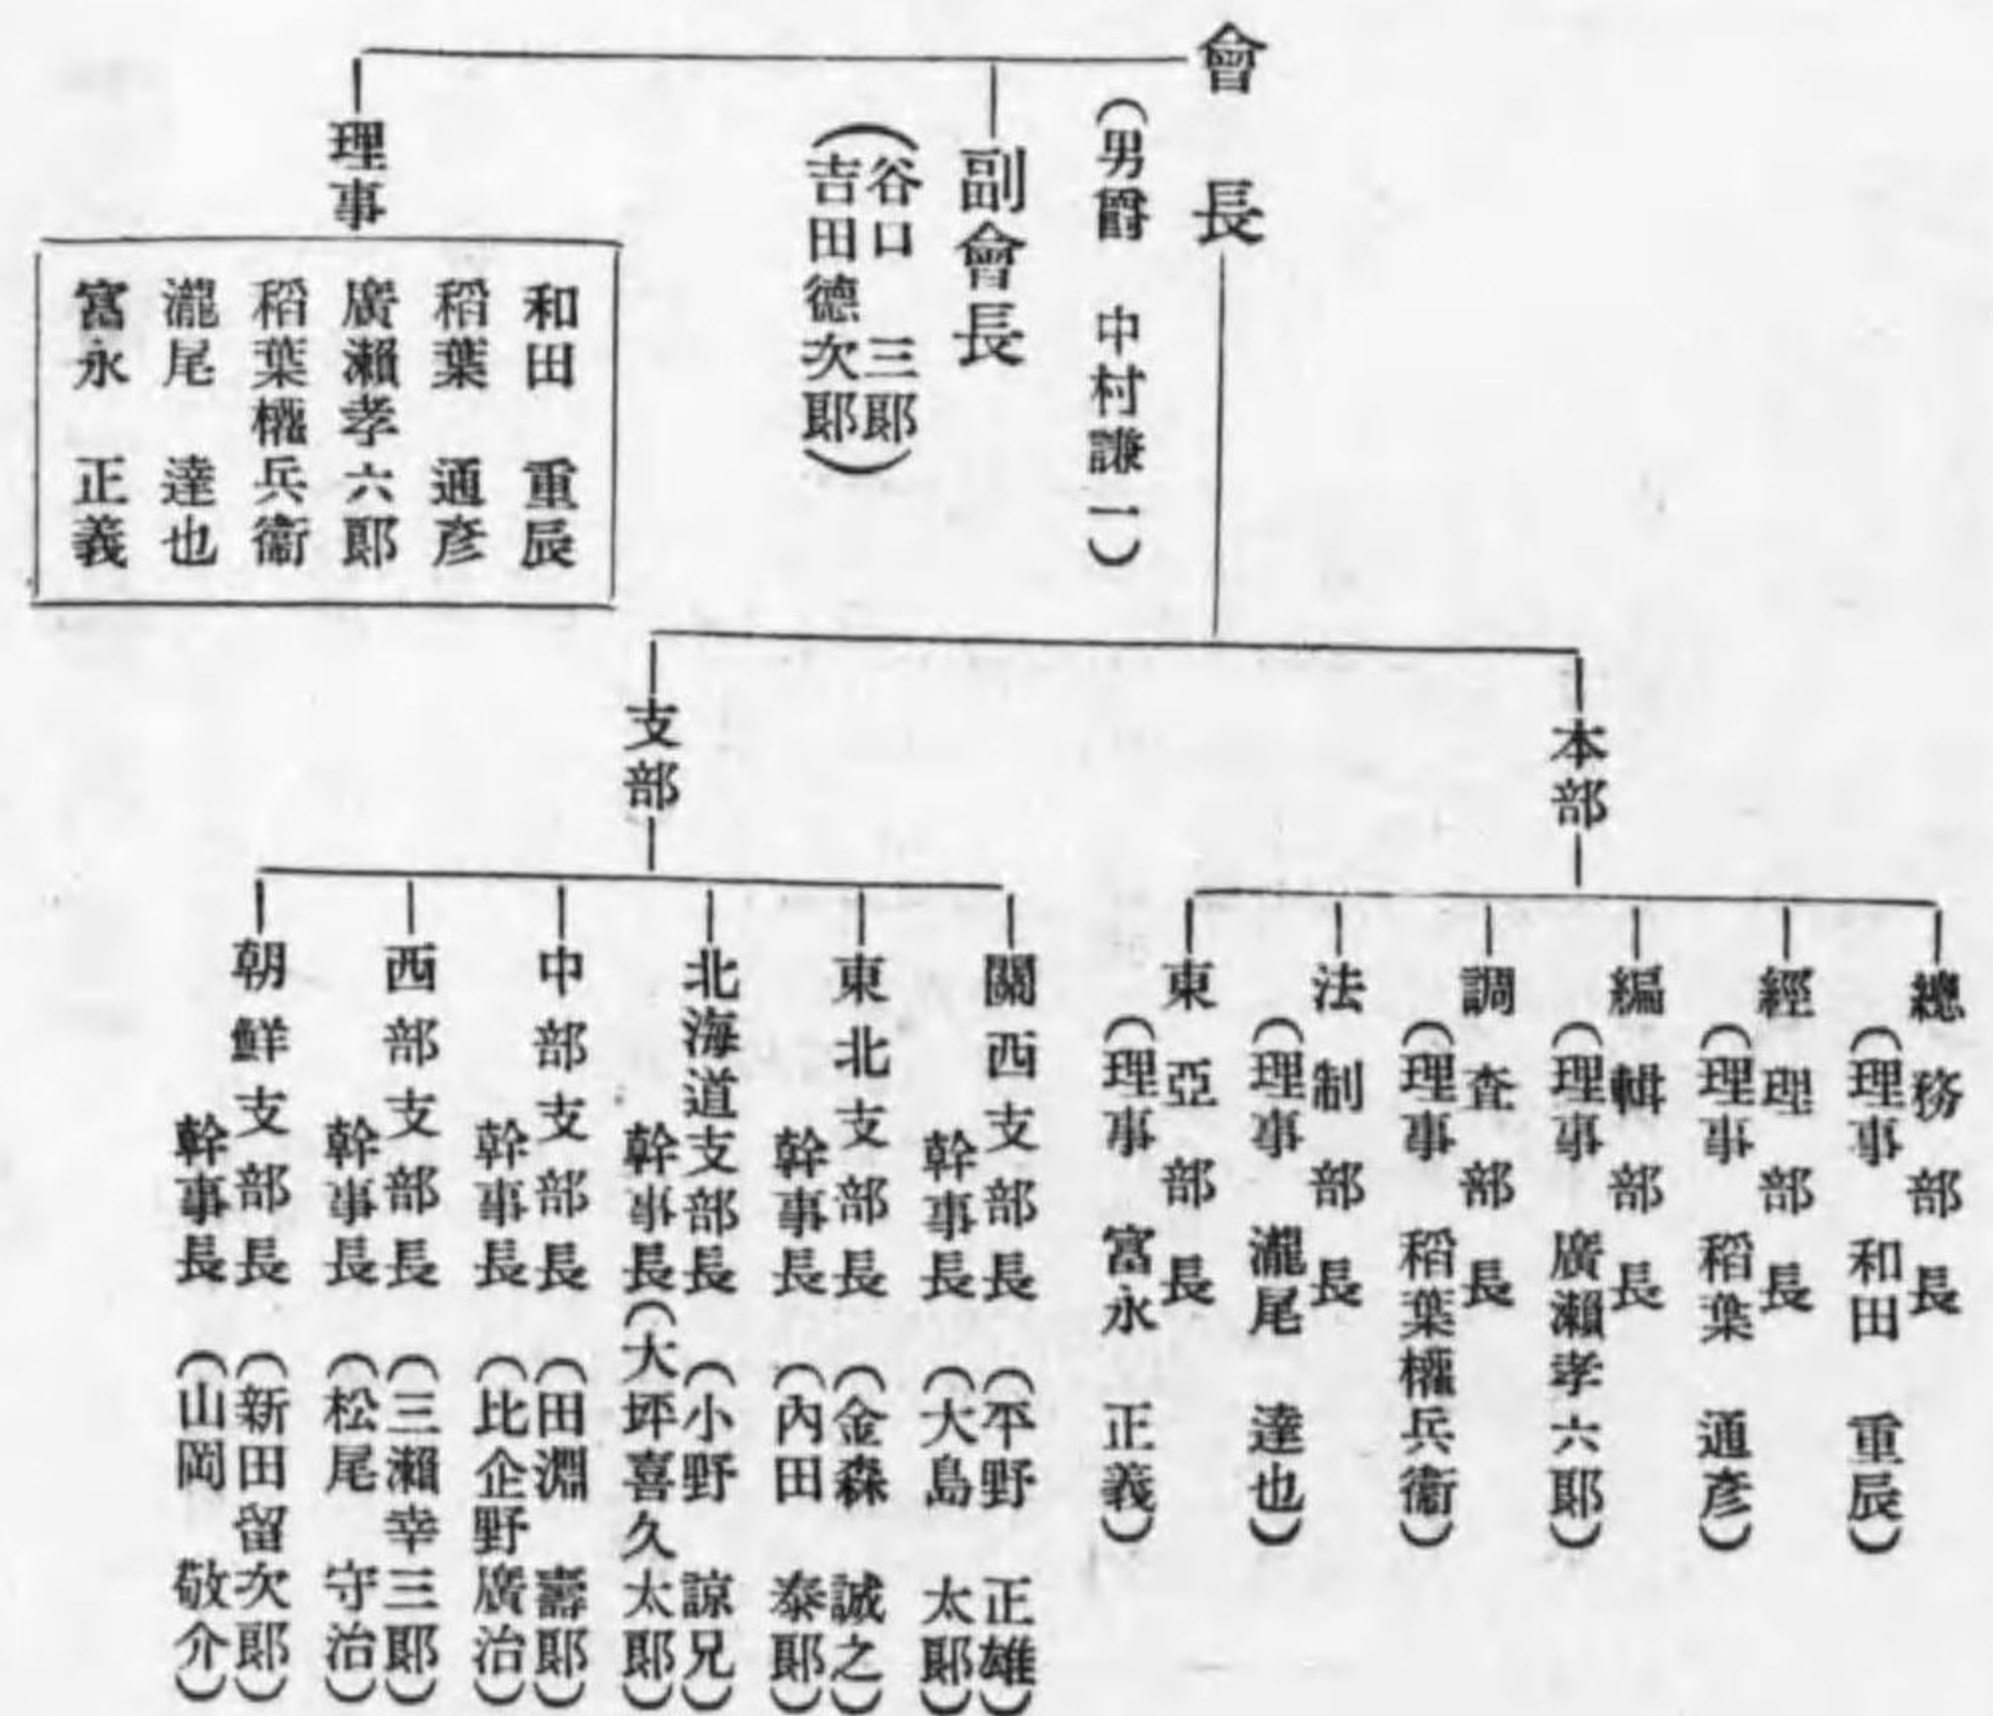 會長
(男爵 中村謙一)
副會長
(谷口 三郎
吉田德次郎)
理事
和田 重辰
稻葉 通彦
廣瀨孝六郎
稻葉權兵衞
瀧尾 達也
富永 正義
本部
總務部長
(理事 和田 重辰)
經理部長
(理事 稻葉 通彦)
編輯部長
(理事 廣瀨孝六郎)
調査部長
(理事 稻葉權兵衞)
法制部長
(理事 瀧尾 達也)
東亞部長
(理事 富永 正義)
支部
關西支部長 (平野 正雄)
幹事長 (大島 太郎)
東北支部長 (金森 誠之)
幹事長 (內田 泰郎)
北海道支部長 (小野 諒兄)
幹事長 (大坪喜久太郎)
中部支部長 (田淵 壽郎)
幹事長 (比企野廣治)
西部支部長 (三瀨幸三郎)
幹事長 (松尾 守治)
朝鮮支部長 (新田留次郎)
幹事長 (山岡 敬介)